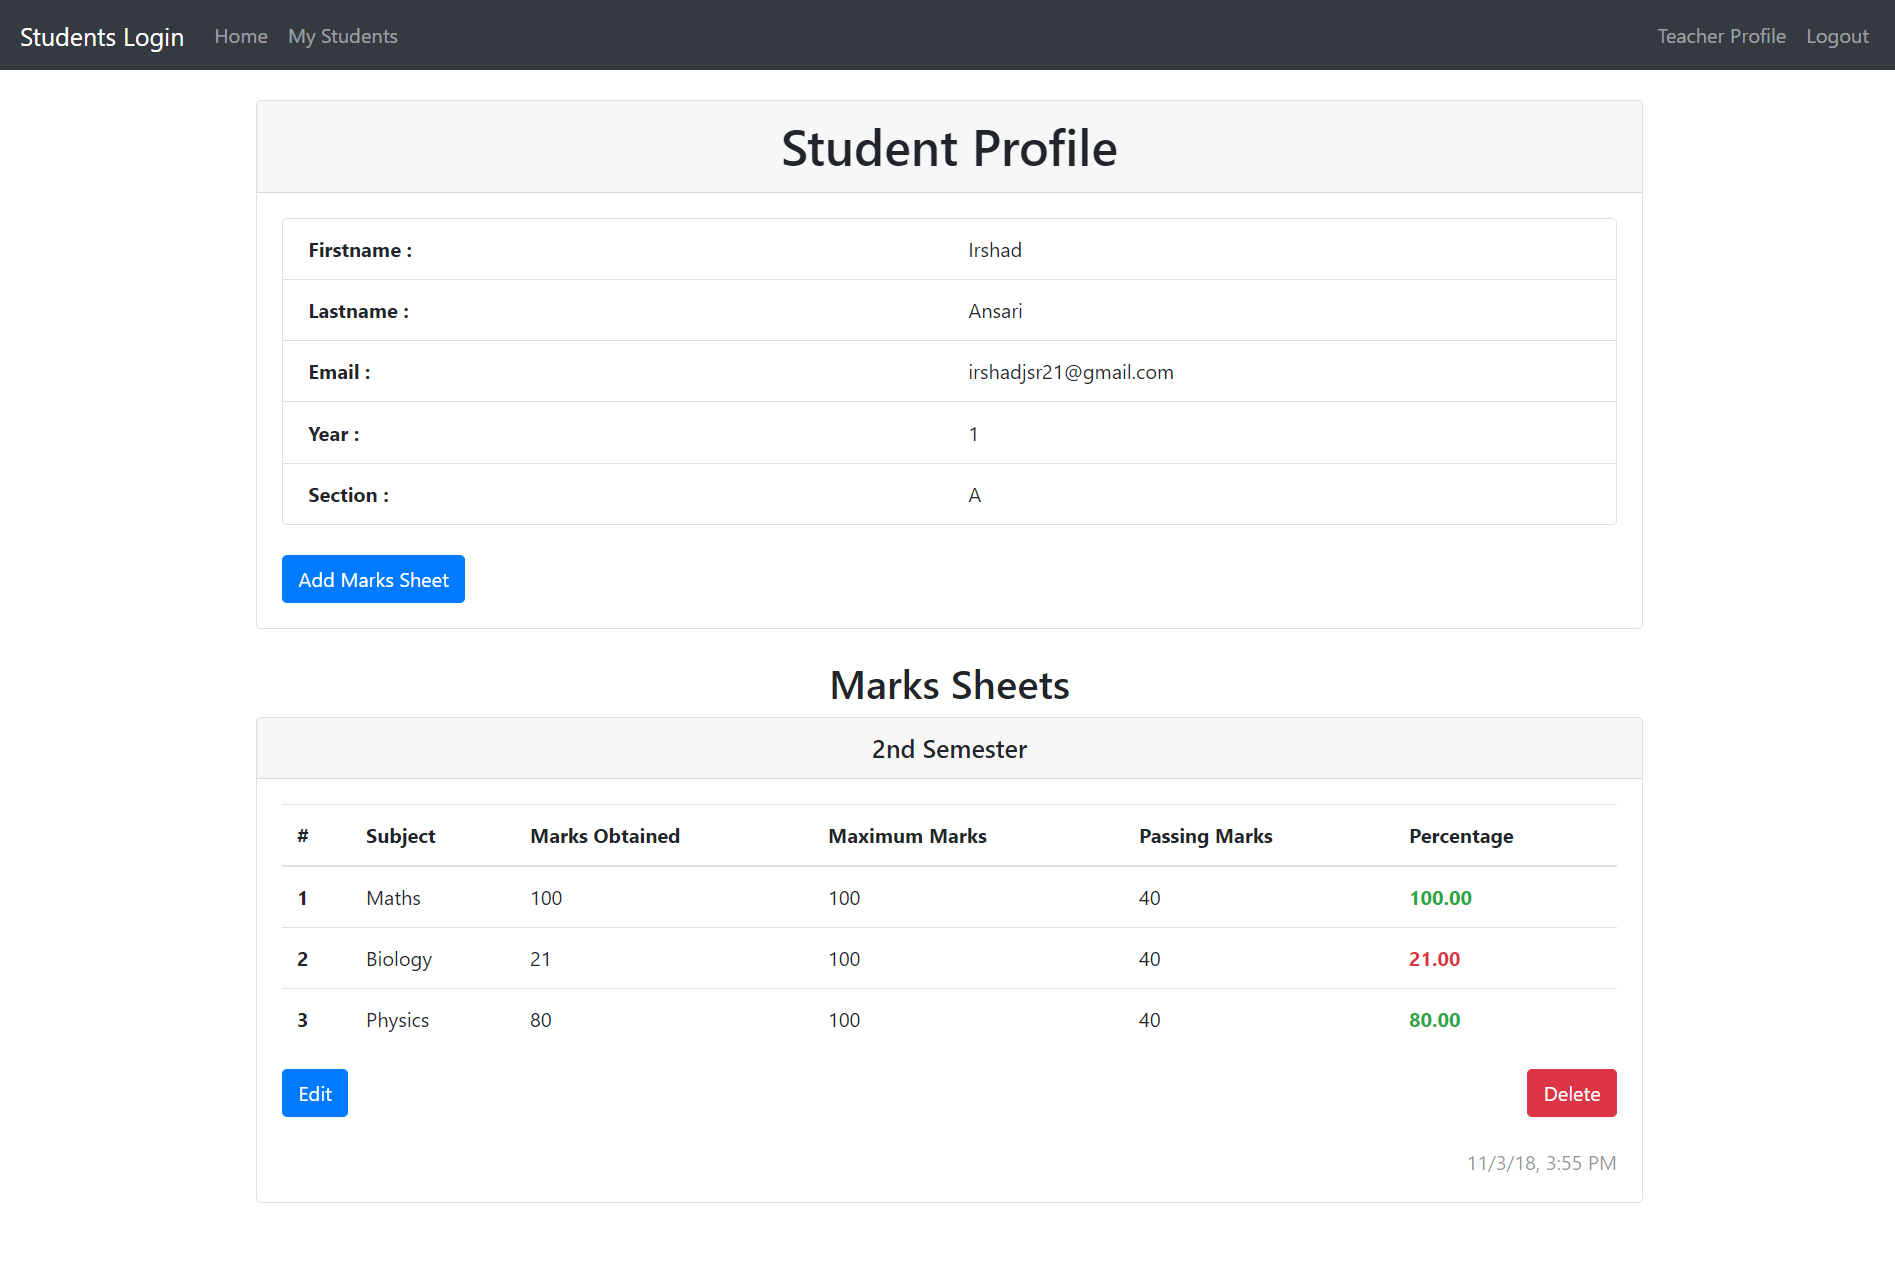 Students Login Home My Students Teacher Profile Logout
Student Profile
Firstname : Irshad
Lastname : Ansari
Email : irshadjsr21@gmail.com
Year : 1
Section : A
Add Marks Sheet
Marks Sheets
2nd Semester
# Subject Marks Obtained Maximum Marks Passing Marks Percentage
1 Maths 100 100 40 100.00
2 Biology 21 100 40 21.00
3 Physics 80 100 40 80.00
Edit Delete
11/3/18, 3:55 PM